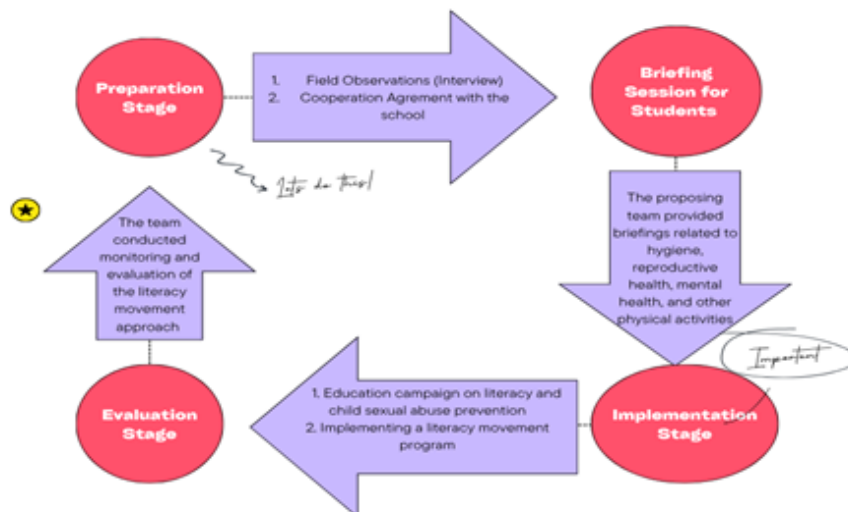 Preparation
Stage
1. Field Observations (Interview)
2. Cooperation Agrement with the
school
Briefing
Session for
Students
Lets do this!
The proposing
team provided
briefings related to
hygiene,
reproductive
health, mental
health, and other
physical activities
Important
Implementation
Stage
1. Education campaign on literacy and
child sexual abuse prevention
2. Implementing a literacy movement
program
Evaluation
Stage
The team
conducted
monitoring and
evaluation of
the literacy
movement
approach